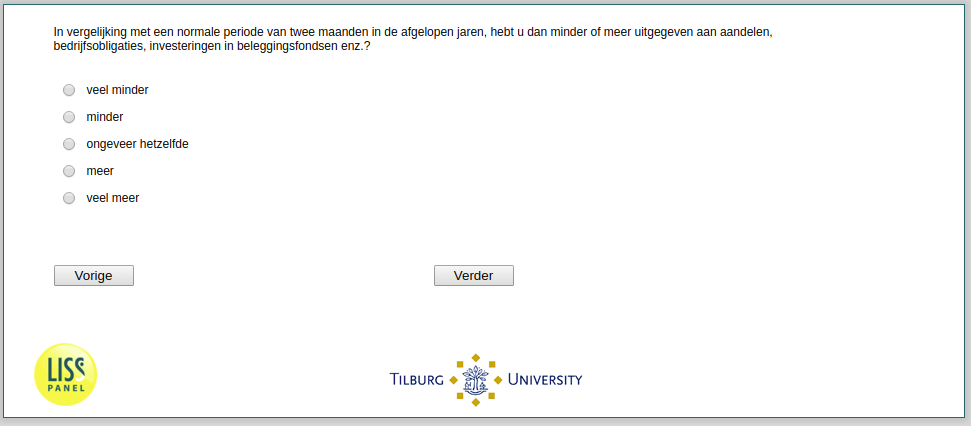 In vergelijking met een normale periode van twee maanden in de afgelopen jaren, hebt u dan minder of meer uitgegeven aan aandelen,
bedrijfsobligaties, investeringen in beleggingsfondsen enz.?
veel minder
minder
ongeveer hetzelfde
meer
veel meer
Vorige Verder
LISS
PANEL
TILBURG UNIVERSITY